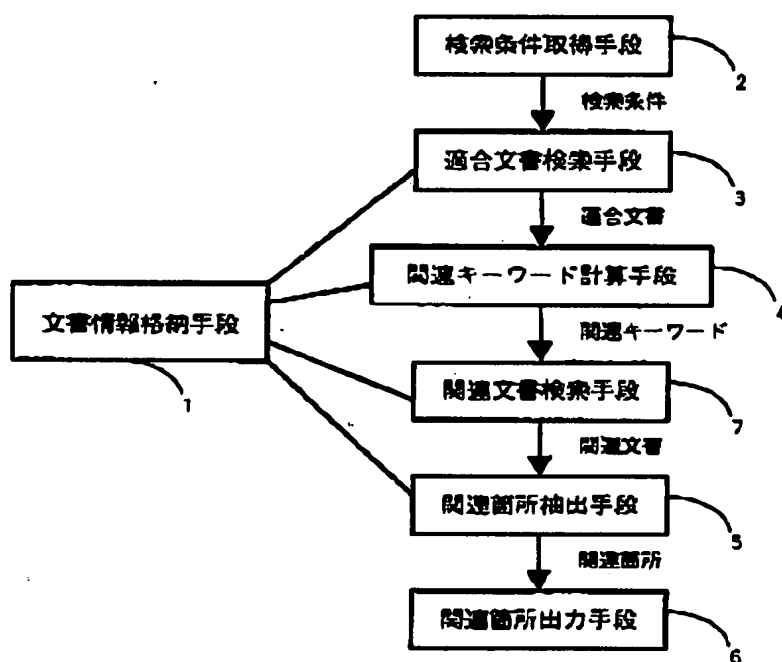 検索条件取得手段
2
検索条件
適合文書検索手段
3
適合文書
関連キーワード計算手段
4
文書情報格納手段
1
関連キーワード
関連文書検索手段
7
関連文書
関連箇所抽出手段
5
関連箇所
関連箇所出力手段
6